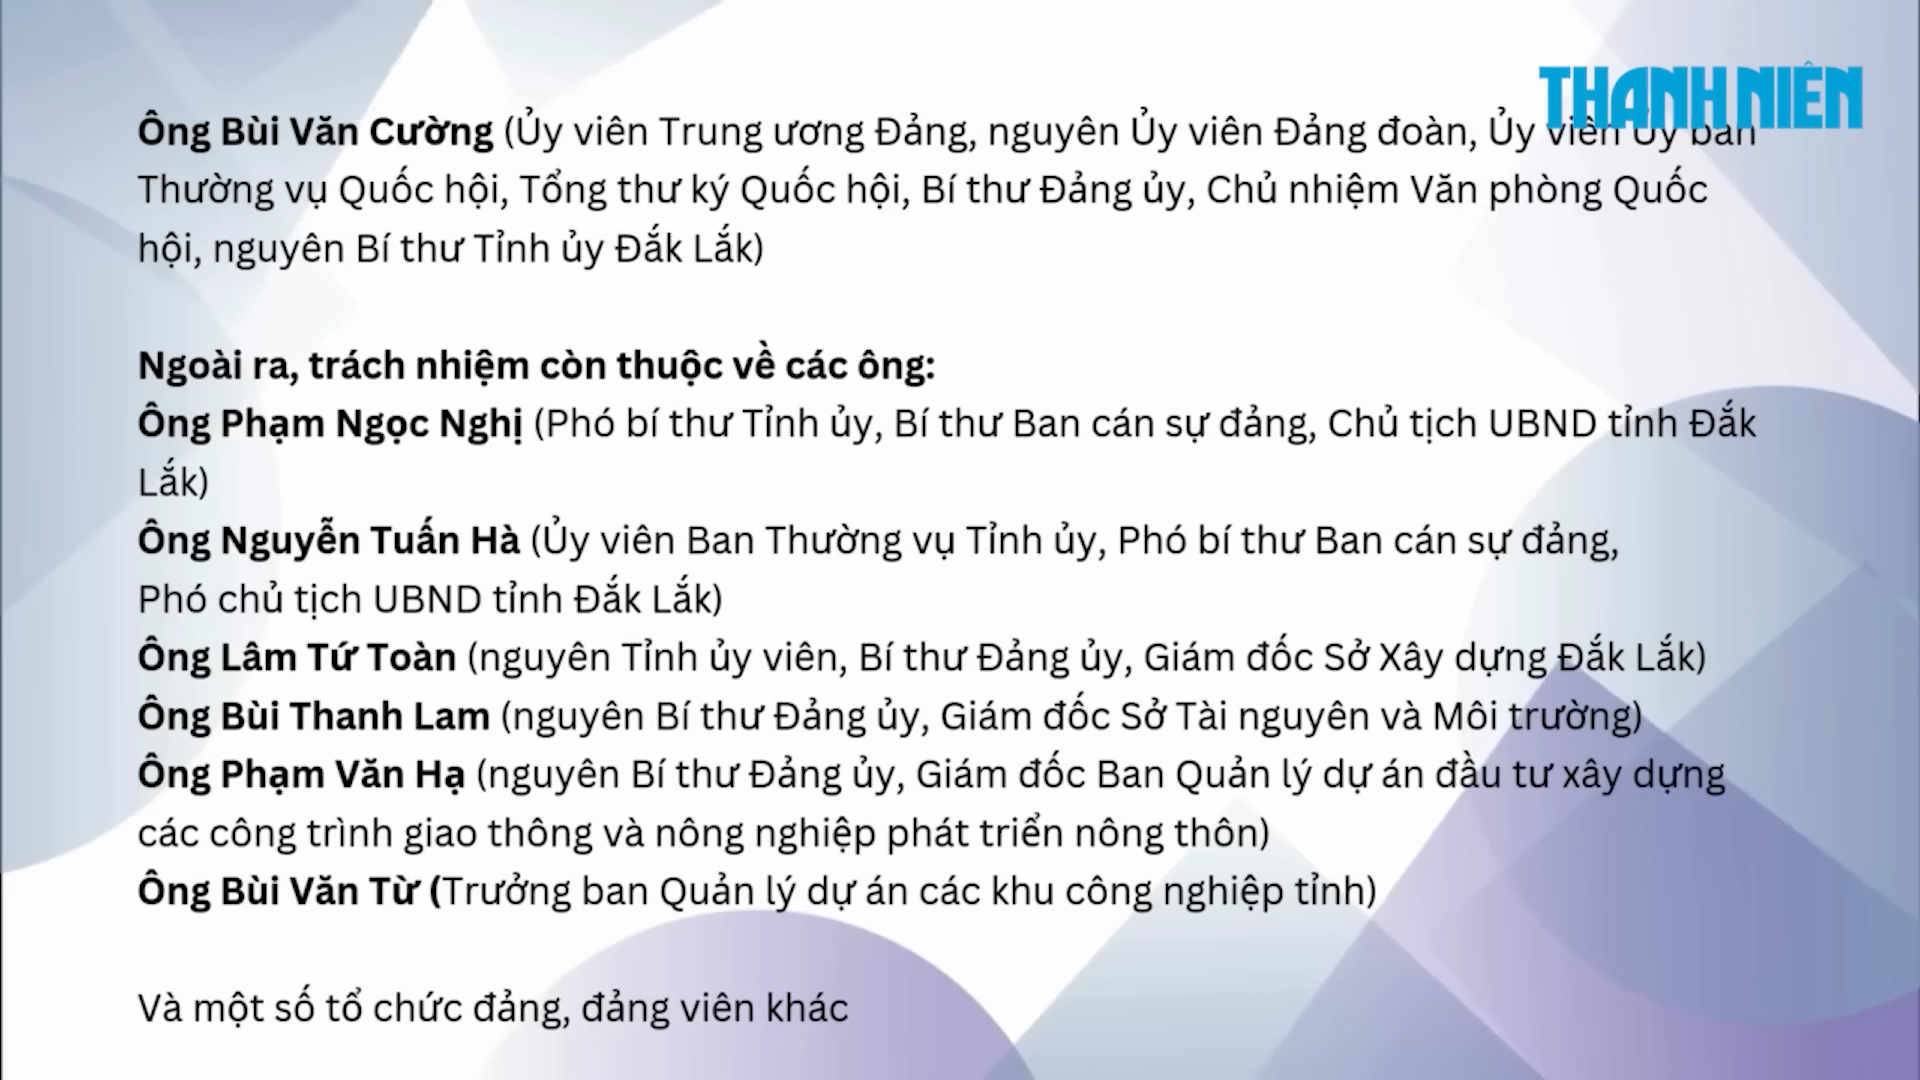 THANH NIÊN
Ông Bùi Văn Cường (Ủy viên Trung ương Đảng, nguyên Ủy viên Đảng đoàn, Ủy viên Ủy ban
Thường vụ Quốc hội, Tổng thư ký Quốc hội, Bí thư Đảng ủy, Chủ nhiệm Văn phòng Quốc
hội, nguyên Bí thư Tỉnh ủy Đắk Lắk)
Ngoài ra, trách nhiệm còn thuộc về các ông:
Ông Phạm Ngọc Nghị (Phó bí thư Tỉnh ủy, Bí thư Ban cán sự đảng, Chủ tịch UBND tỉnh Đắk
Lắk)
Ông Nguyễn Tuấn Hà (Ủy viên Ban Thường vụ Tỉnh ủy, Phó bí thư Ban cán sự đảng,
Phó chủ tịch UBND tỉnh Đắk Lắk)
Ông Lâm Tứ Toàn (nguyên Tỉnh ủy viên, Bí thư Đảng ủy, Giám đốc Sở Xây dựng Đắk Lắk)
Ông Bùi Thanh Lam (nguyên Bí thư Đảng ủy, Giám đốc Sở Tài nguyên và Môi trường)
Ông Phạm Văn Hạ (nguyên Bí thư Đảng ủy, Giám đốc Ban Quản lý dự án đầu tư xây dựng
các công trình giao thông và nông nghiệp phát triển nông thôn)
Ông Bùi Văn Từ (Trưởng ban Quản lý dự án các khu công nghiệp tỉnh)
Và một số tổ chức đảng, đảng viên khác